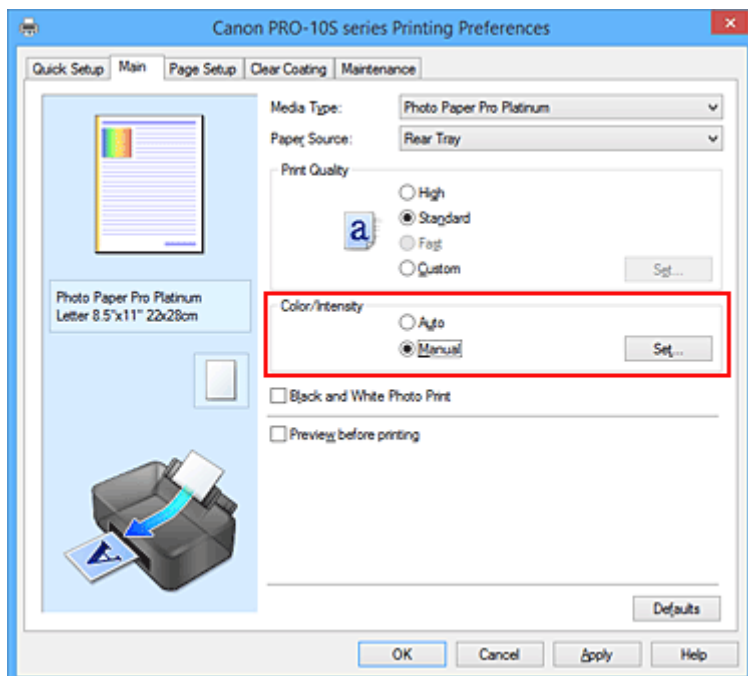 Canon PRO-10S series Printing Preferences
x
Quick Setup Main Page Setup Clear Coating Maintenance
Media Type: Photo Paper Pro Platinum
Paper Source: Rear Tray
Print Quality
High
a Standard
Fast
Custom Set...
Photo Paper Pro Platinum
Letter 8.5"x11" 22x28cm
Color/Intensity
Auto
Manual Set...
Black and White Photo Print
Preview before printing
A
Defaults
OK Cancel Apply Help